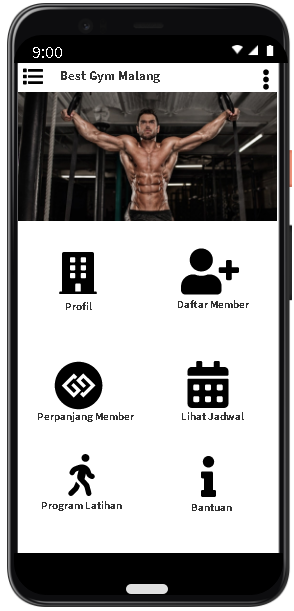 9:00
Best Gym Malang
Profil
Daftar Member
Perpanjang Member
Lihat Jadwal
Program Latihan
Bantuan